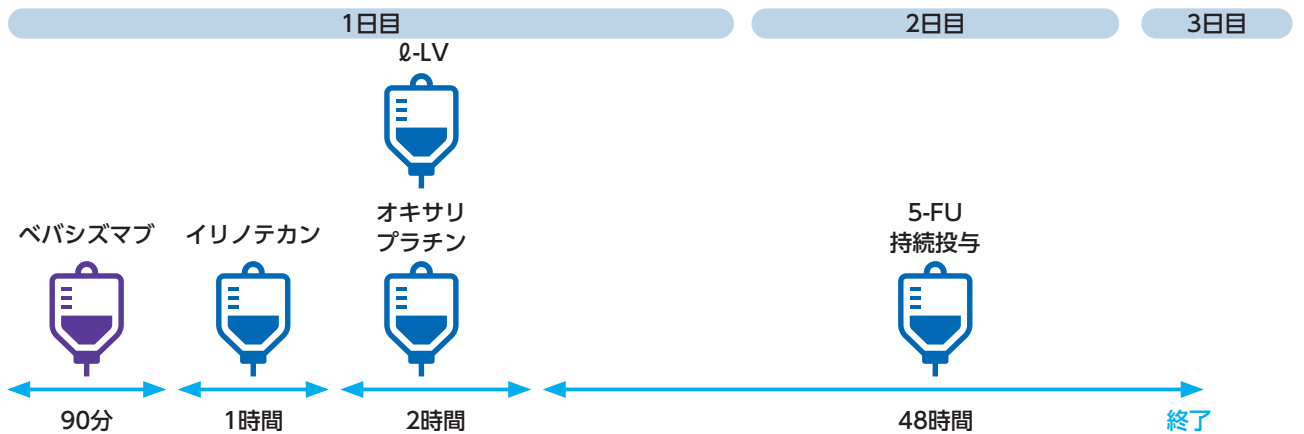 1日目
2日目
3日目
ℓ-LV
ベバシズマブ
イリノテカン
オキサリ
プラチン
5-FU
持続投与
90分
1時間
2時間
48時間
終了